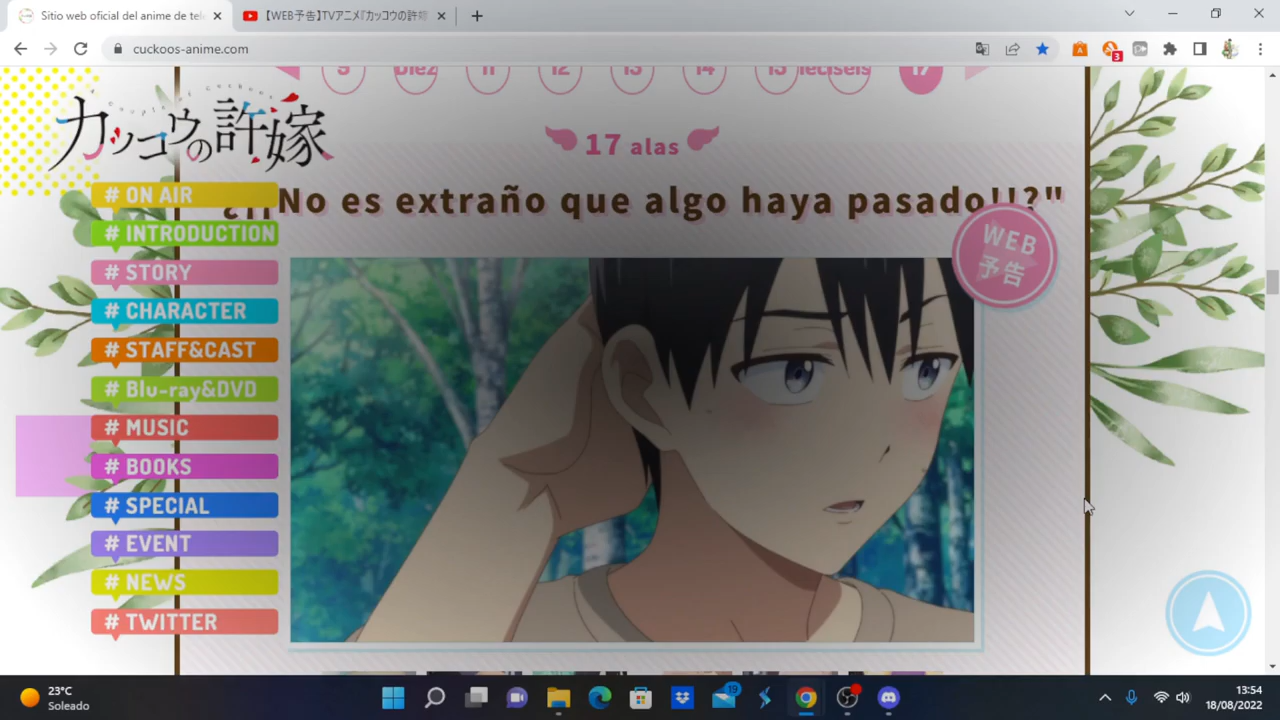 Sitio web oficial del anime de tele
【WEB予告】TVアニメ『カッコウの許嫁
cuckoos-anime.com
3
9 Diez 11 12 13 14 15 Dieciséis 17
カッコウの許嫁
17 alas
¿¡¡No es extraño que algo haya pasado!!?"
WEB
予告
# ON AIR
# INTRODUCTION
# STORY
# CHARACTER
# STAFF&CAST
# Blu-ray&DVD
# MUSIC
# BOOKS
# SPECIAL
# EVENT
# NEWS
# TWITTER
23°C
Soleado
19
13:54
18/08/2022